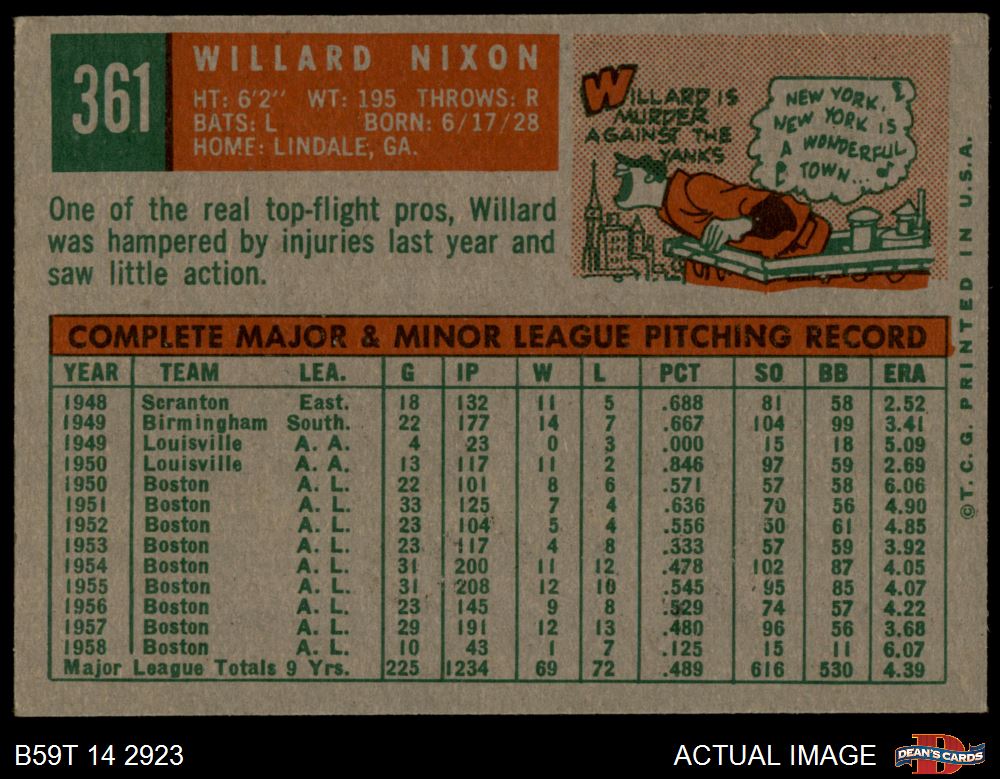 361
WILLARD NIXON
HT: 6'2" WT: 195 THROWS: R
BATS: L BORN: 6/17/28
HOME: LINDALE, GA.
One of the real top-flight pros, Willard
was hampered by injuries last year and
saw little action.
WILLARD IS
MURDER
AGAINST THE
YANKS
NEW YORK,
NEW YORK IS
A WONDERFUL
TOWN...
COMPLETE MAJOR & MINOR LEAGUE PITCHING RECORD
YEAR TEAM LEA. G IP W L PCT SO BB ERA
1948 Scranton East. 18 132 11 5 .688 81 58 2.52
1949 Birmingham South. 22 177 14 7 .667 104 99 3.41
1949 Louisville A. A. 4 23 0 3 .000 15 18 5.09
1950 Louisville A. A. 13 117 11 2 .846 97 59 2.69
1950 Boston A. L. 22 101 8 6 .571 57 58 6.06
1951 Boston A. L. 33 125 7 4 .636 70 56 4.90
1952 Boston A. L. 23 104 5 4 .556 50 61 4.85
1953 Boston A. L. 23 117 4 8 .333 57 59 3.92
1954 Boston A. L. 31 200 11 12 .478 102 87 4.05
1955 Boston A. L. 31 208 12 10 .545 95 85 4.07
1956 Boston A. L. 23 145 9 8 .529 74 57 4.22
1957 Boston A. L. 29 191 12 13 .480 96 56 3.68
1958 Boston A. L. 10 43 1 7 .125 15 11 6.07
Major League Totals 9 Yrs. 225 1234 69 72 .489 616 530 4.39
©T. C. G. PRINTED IN U.S.A.
B59T 14 2923
ACTUAL IMAGE
DEAN'S CARDS